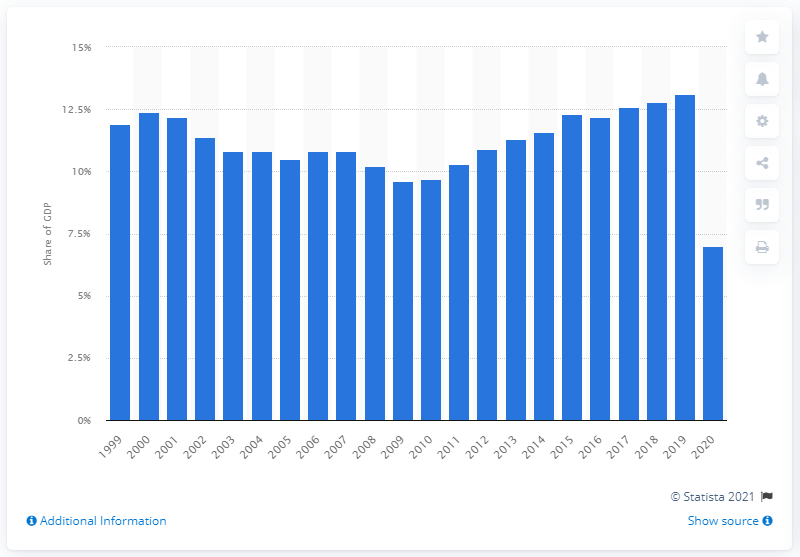 15%
12.5%
10%
7.5%
5%
2.5%
0%
Share of GDP
1999 2000 2001 2002 2003 2004 2005 2006 2007 2008 2009 2010 2011 2012 2013 2014 2015 2016 2017 2018 2019 2020
© Statista 2021
Additional Information
Show source